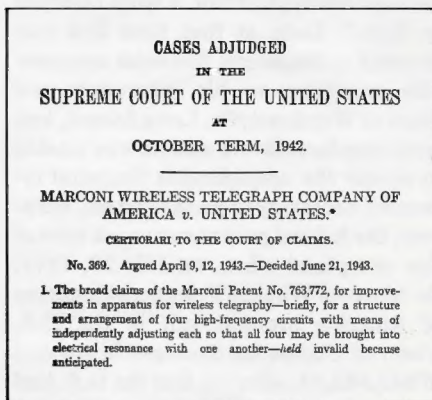 CASES ADJUDGED
IN THE
SUPREME COURT OF THE UNITED STATES
AT
OCTOBER TERM, 1942.
MARCONI WIRELESS TELEGRAPH COMPANY OF
AMERICA v. UNITED STATES.*
CERTIORARI TO THE COURT OF CLAIMS.
No. 369. Argued April 9, 12, 1943.—Decided June 21, 1943.
1. The broad claims of the Marconi Patent No. 763,772, for improve-
ments in apparatus for wireless telegraphy—briefly, for a structure
and arrangement of four high-frequency circuits with means of
independently adjusting each so that all four may be brought into
electrical resonance with one another—held invalid because
anticipated.